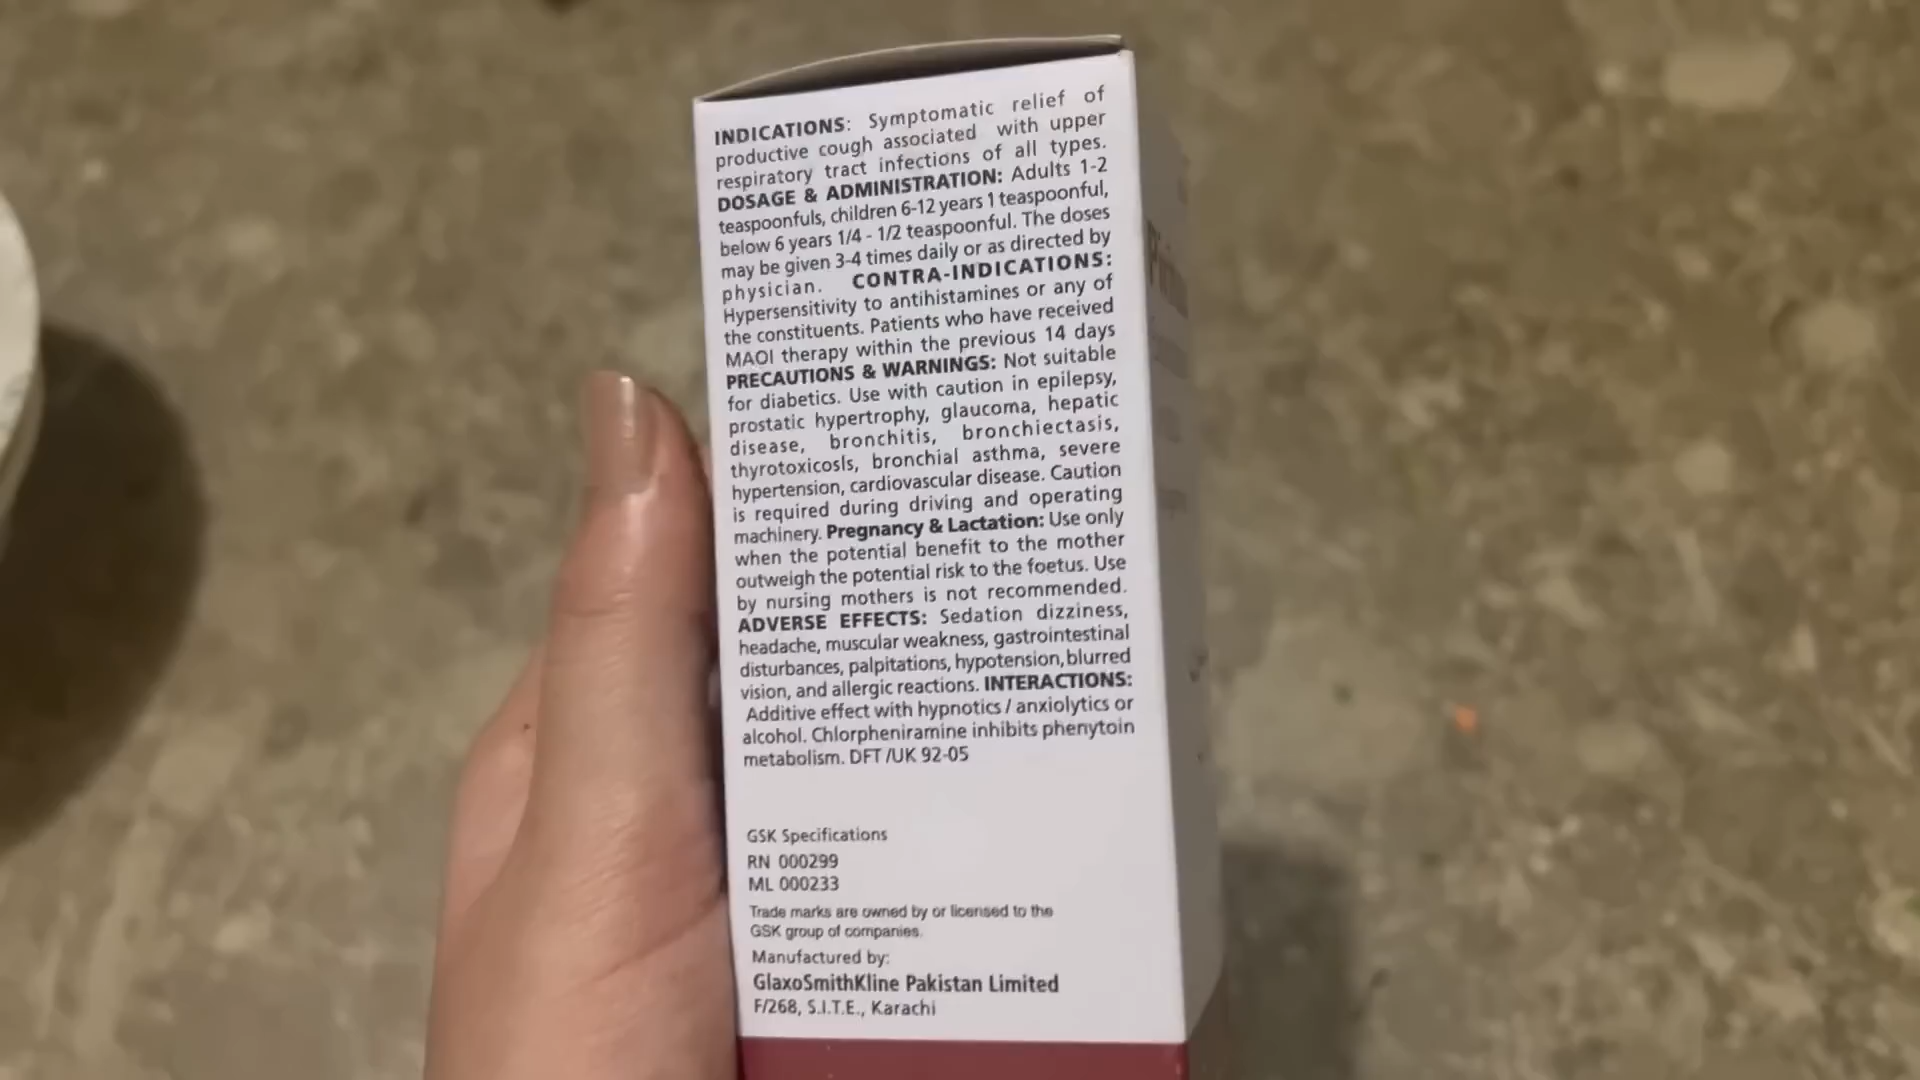 INDICATIONS: Symptomatic relief of
productive cough associated with upper
respiratory tract infections of all types.
DOSAGE & ADMINISTRATION: Adults 1-2
teaspoonfuls, children 6-12 years 1 teaspoonful,
below 6 years 1/4 - 1/2 teaspoonful. The doses
may be given 3-4 times daily or as directed by
physician. CONTRA-INDICATIONS:
Hypersensitivity to antihistamines or any of
the constituents. Patients who have received
MAOI therapy within the previous 14 days
PRECAUTIONS & WARNINGS: Not suitable
for diabetics. Use with caution in epilepsy,
prostatic hypertrophy, glaucoma, hepatic
disease, bronchitis, bronchiectasis,
thyrotoxicosls, bronchial asthma, severe
hypertension, cardiovascular disease. Caution
is required during driving and operating
machinery. Pregnancy & Lactation: Use only
when the potential benefit to the mother
outweigh the potential risk to the foetus. Use
by nursing mothers is not recommended.
ADVERSE EFFECTS: Sedation dizziness,
headache, muscular weakness, gastrointestinal
disturbances, palpitations, hypotension, blurred
vision, and allergic reactions. INTERACTIONS:
Additive effect with hypnotics / anxiolytics or
alcohol. Chlorpheniramine inhibits phenytoin
metabolism. DFT /UK 92-05
GSK Specifications
RN 000299
ML 000233
Trade marks are owned by or licensed to the
GSK group of companies.
Manufactured by:
GlaxoSmithKline Pakistan Limited
F/268, S.I.T.E., Karachi